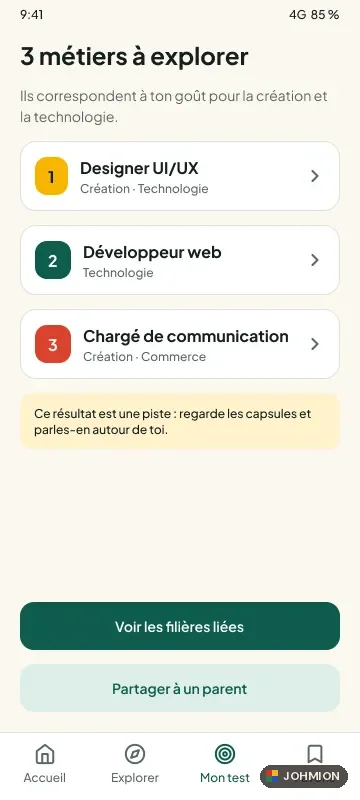 9:41
4G 85 %
3 métiers à explorer
Ils correspondent à ton goût pour la création et
la technologie.
1
Designer UI/UX
Création · Technologie
2
Développeur web
Technologie
3
Chargé de communication
Création · Commerce
Ce résultat est une piste : regarde les capsules et
parles-en autour de toi.
Voir les filières liées
Partager à un parent
Accueil
Explorer
Mon test
JOHMION